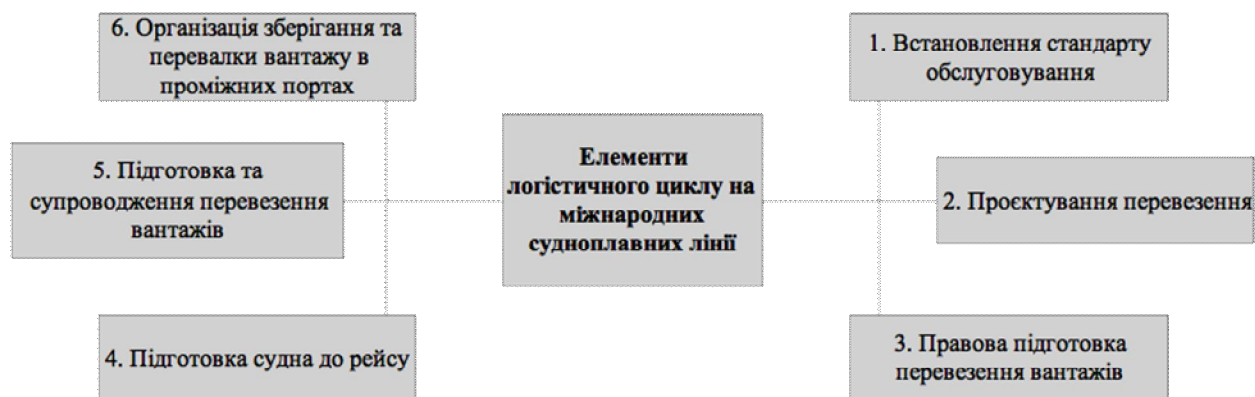 6. Організація зберігання та
перевалки вантажу в
проміжних портах
1. Встановлення стандарту
обслуговування
5. Підготовка та
супроводження перевезення
вантажів
Елементи
логістичного циклу на
міжнародних
судноплавних лінії
2. Проєктування перевезення
4. Підготовка судна до рейсу
3. Правова підготовка
перевезення вантажів